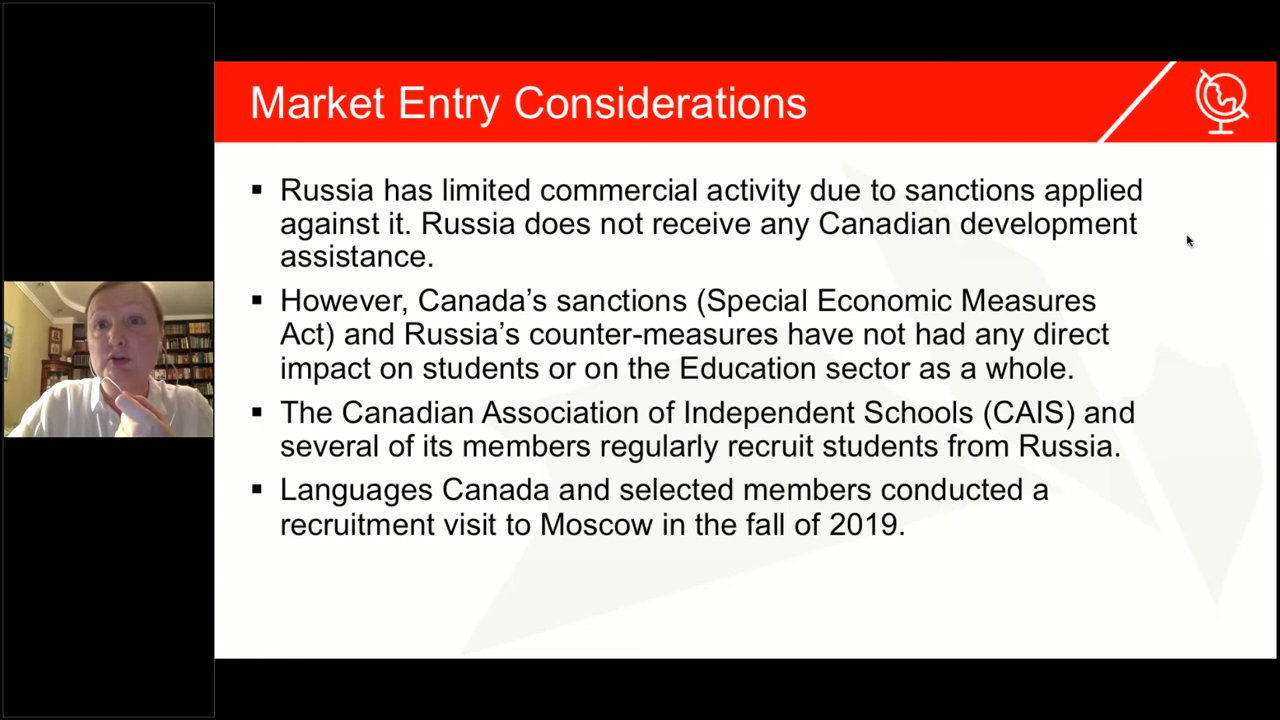 Market Entry Considerations
▪ Russia has limited commercial activity due to sanctions applied
against it. Russia does not receive any Canadian development
assistance.
▪ However, Canada’s sanctions (Special Economic Measures
Act) and Russia’s counter-measures have not had any direct
impact on students or on the Education sector as a whole.
▪ The Canadian Association of Independent Schools (CAIS) and
several of its members regularly recruit students from Russia.
▪ Languages Canada and selected members conducted a
recruitment visit to Moscow in the fall of 2019.